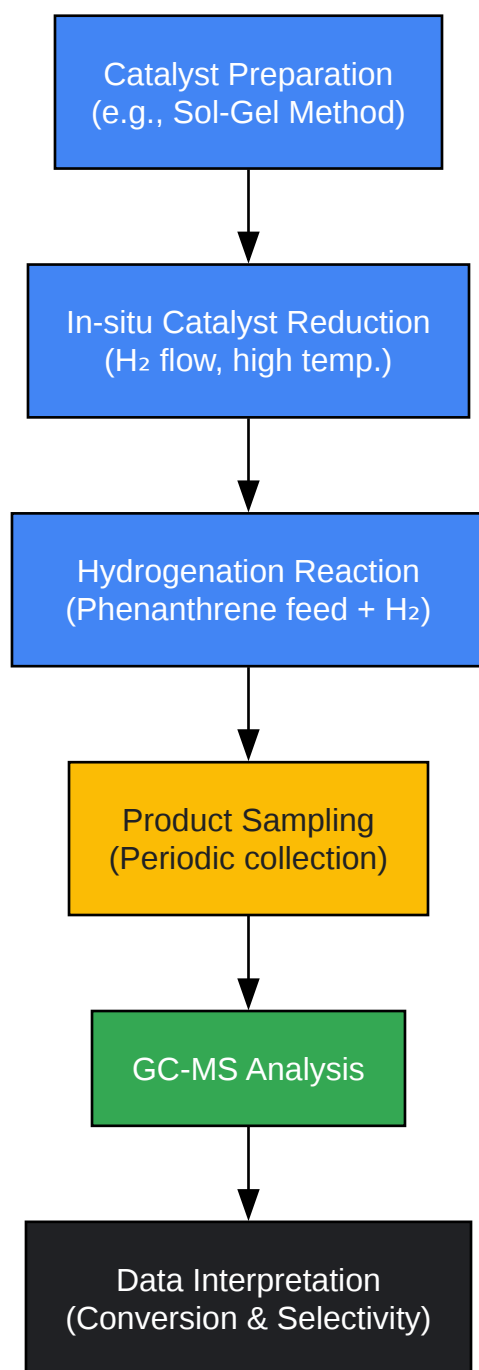 Catalyst Preparation
(e.g., Sol-Gel Method)
In-situ Catalyst Reduction
(H₂ flow, high temp.)
Hydrogenation Reaction
(Phenanthrene feed + H₂)
Product Sampling
(Periodic collection)
GC-MS Analysis
Data Interpretation
(Conversion & Selectivity)